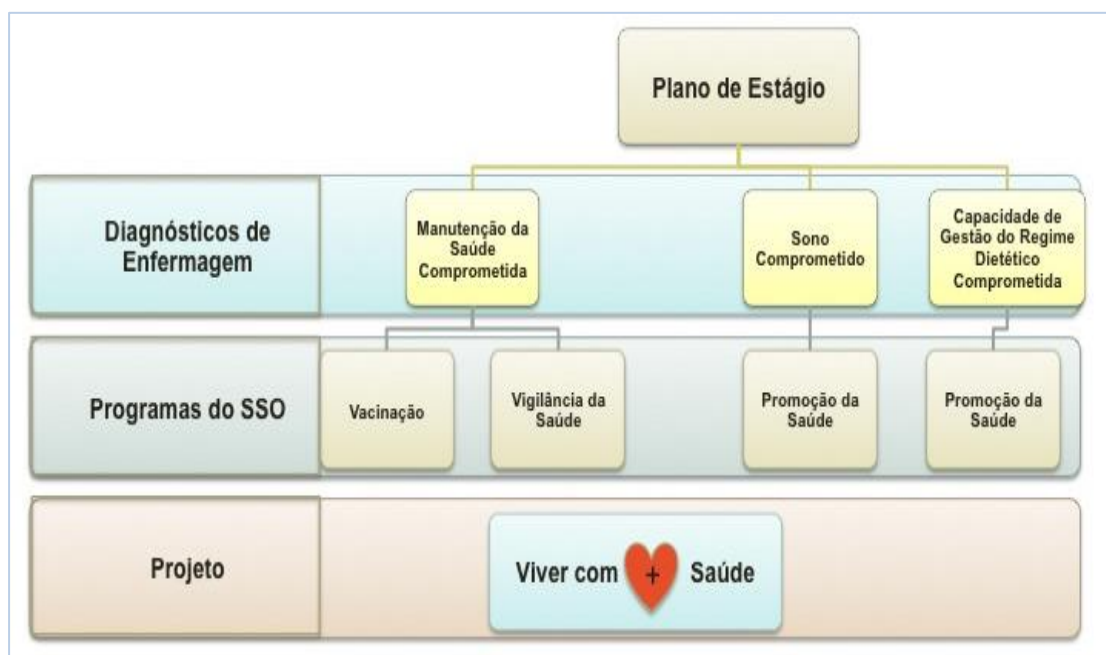 Plano de Estágio
Diagnósticos de
Enfermagem
Manutenção da
Saúde
Comprometida
Sono
Comprometido
Capacidade de
Gestão do Regime
Dietético
Comprometida
Programas do SSO
Vacinação
Vigilância da
Saúde
Promoção da
Saúde
Promoção da
Saúde
Projeto
Viver com + Saúde